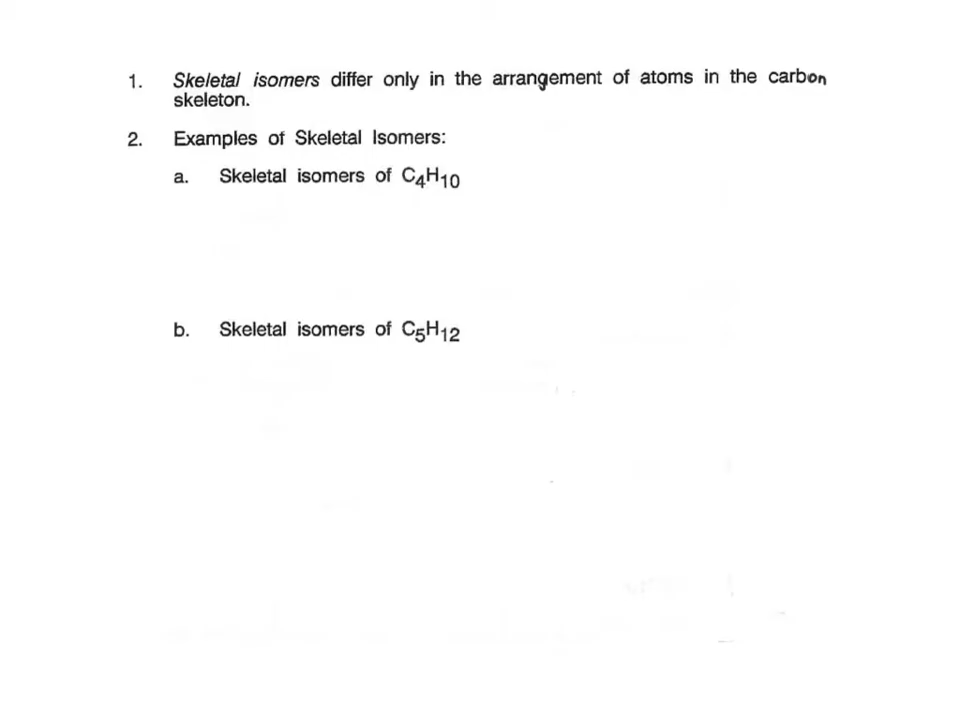 1. Skeletal isomers differ only in the arrangement of atoms in the carbon
skeleton.
2. Examples of Skeletal Isomers:
a. Skeletal isomers of C₄H₁₀
b. Skeletal isomers of C₅H₁₂